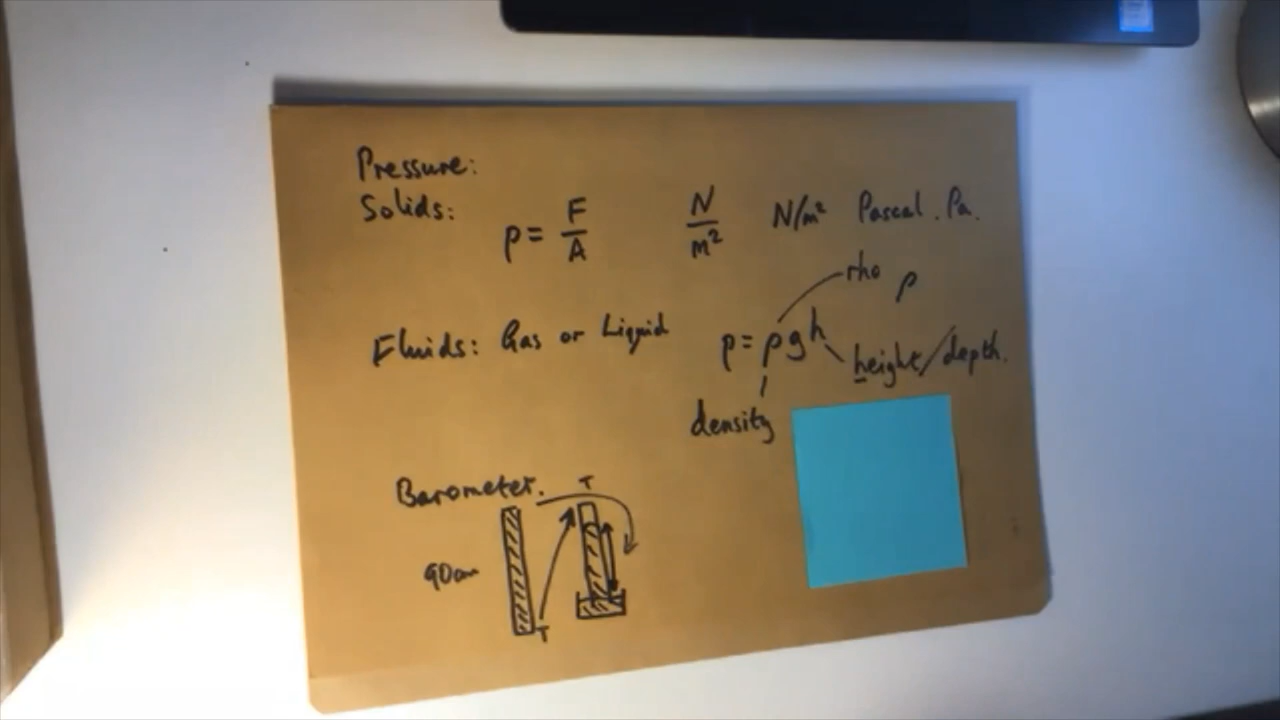 Pressure:
Solids:
p = F/A N/m² N/m² Pascal. Pa.
rho ρ
Fluids: Gas or Liquid p = ρgh
height/depth.
density
Barometer.
T
90cm
T